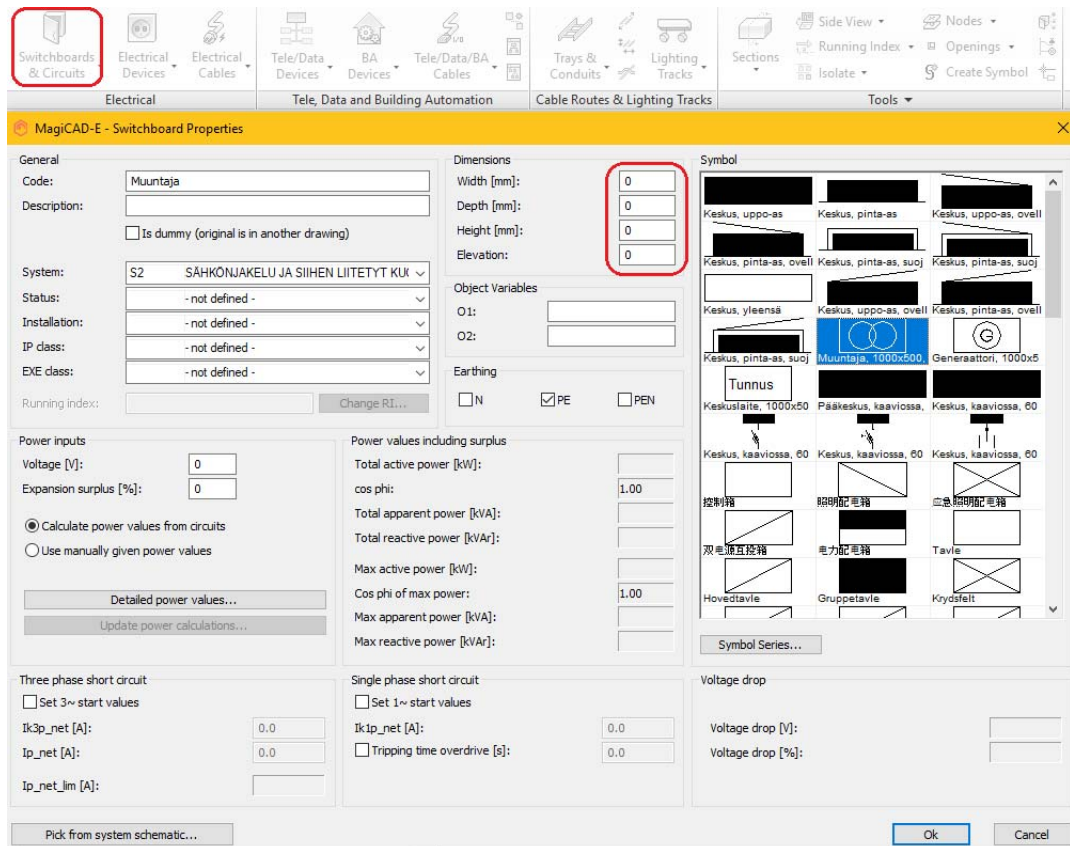 Switchboards & Circuits
Electrical Devices
Electrical Cables
Tele/Data Devices
BA Devices
Tele/Data/BA Cables
Trays & Conduits
Lighting Tracks
Sections
Side View
Running Index
Isolate
Nodes
Openings
Create Symbol
Electrical
Tele, Data and Building Automation
Cable Routes & Lighting Tracks
Tools
MagiCAD-E - Switchboard Properties
General
Code: Muuntaja
Description:
Is dummy (original is in another drawing)
System: S2 SÄHKÖNJAKELU JA SIIHEN LIITETYT KUK
Status: - not defined -
Installation: - not defined -
IP class: - not defined -
EXE class: - not defined -
Running index: Change RI...
Dimensions
Width [mm]: 0
Depth [mm]: 0
Height [mm]: 0
Elevation: 0
Object Variables
O1:
O2:
Earthing
N PE PEN
Symbol
Keskus, uppo-as Keskus, pinta-as Keskus, uppo-as, ovell
Keskus, pinta-as, ovell Keskus, pinta-as, suoj Keskus, pinta-as, suoj
Keskus, yleensä Keskus, uppo-as, ovell Keskus, pinta-as, ovell
G
Keskus, pinta-as, suoj Muuntaja, 1000x500, Generaattori, 1000x5
Tunnus
Keskuslaite, 1000x50 Pääkeskus, kaaviossa, Keskus, kaaviossa, 60
Keskus, kaaviossa, 60 Keskus, kaaviossa, 60 Keskus, kaaviossa, 60
控制箱 照明配电箱 应急照明配电箱
双电源互投箱 电力配电箱 Tavle
Hovedtavle Gruppetavle Krydsfelt
Symbol Series...
Power inputs
Voltage [V]: 0
Expansion surplus [%]: 0
Calculate power values from circuits
Use manually given power values
Detailed power values...
Update power calculations...
Power values including surplus
Total active power [kW]:
cos phi: 1.00
Total apparent power [kVA]:
Total reactive power [kVAr]:
Max active power [kW]:
Cos phi of max power: 1.00
Max apparent power [kVA]:
Max reactive power [kVAr]:
Three phase short circuit
Set 3~ start values
Ik3p_net [A]: 0.0
Ip_net [A]: 0.0
Ip_net_lim [A]:
Single phase short circuit
Set 1~ start values
Ik1p_net [A]: 0.0
Tripping time overdrive [s]: 0.0
Voltage drop
Voltage drop [V]:
Voltage drop [%]:
Pick from system schematic...
Ok
Cancel